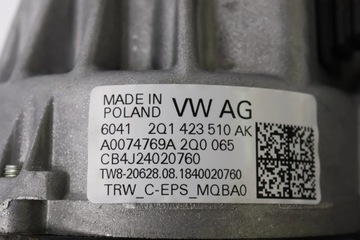 MADE IN
POLAND VW AG
6041 2Q1 423 510 AK
A0074769A 2Q0 065
CB4J24020760
TW8-20628.08.1840020760
TRW_C-EPS_MQBA0